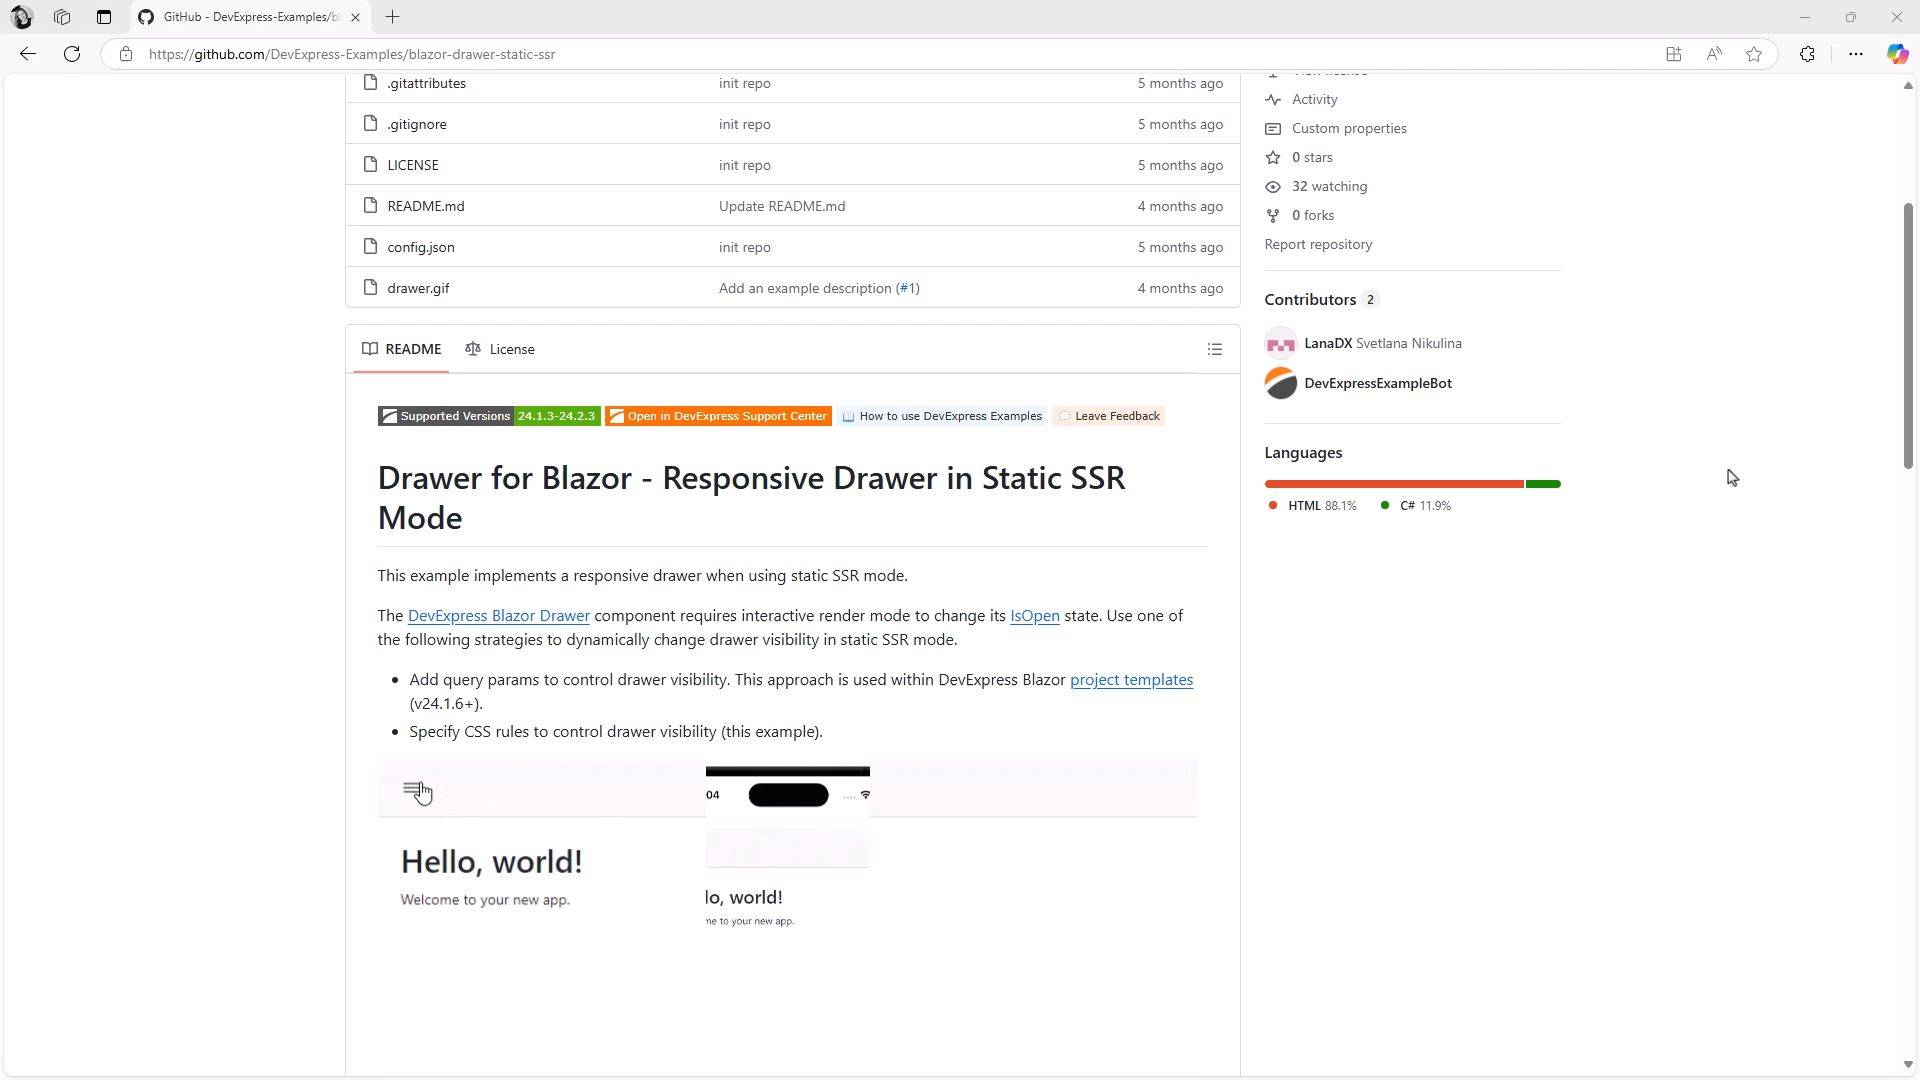 GitHub - DevExpress-Examples/bl
https://github.com/DevExpress-Examples/blazor-drawer-static-ssr
.gitattributes init repo 5 months ago
.gitignore init repo 5 months ago
LICENSE init repo 5 months ago
README.md Update README.md 4 months ago
config.json init repo 5 months ago
drawer.gif Add an example description (#1) 4 months ago
Activity
Custom properties
0 stars
32 watching
0 forks
Report repository
Contributors 2
LanaDX Svetlana Nikulina
DevExpressExampleBot
Languages
HTML 88.1% C# 11.9%
README License
Supported Versions 24.1.3-24.2.3 Open in DevExpress Support Center How to use DevExpress Examples Leave Feedback
Drawer for Blazor - Responsive Drawer in Static SSR
Mode
This example implements a responsive drawer when using static SSR mode.
The DevExpress Blazor Drawer component requires interactive render mode to change its IsOpen state. Use one of
the following strategies to dynamically change drawer visibility in static SSR mode.
• Add query params to control drawer visibility. This approach is used within DevExpress Blazor project templates
(v24.1.6+).
• Specify CSS rules to control drawer visibility (this example).
04
Hello, world!
Welcome to your new app.
lo, world!
me to your new app.